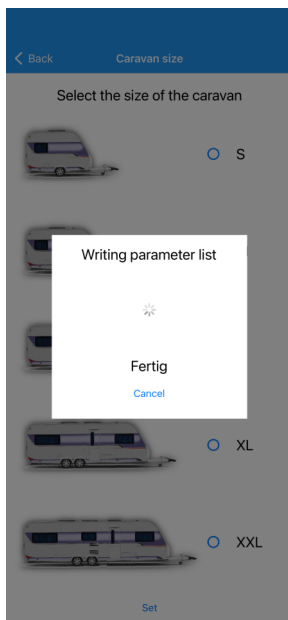 Back
Caravan size
Select the size of the caravan
S
Writing parameter list
Fertig
Cancel
XL
XXL
Set